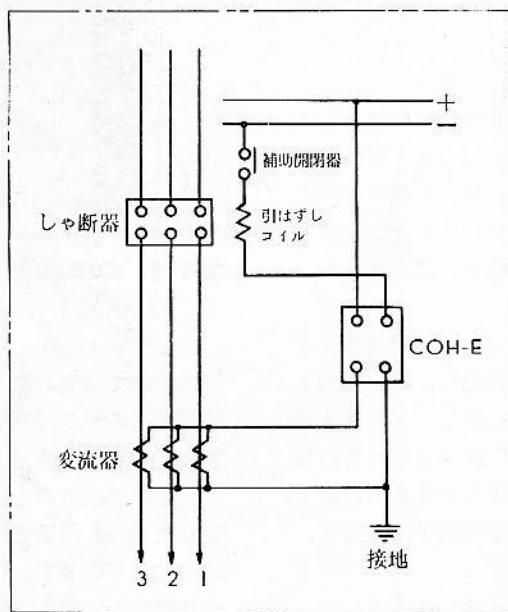 +
−
補助開閉器
しゃ断器
引はずし
コイル
COH-E
変流器
接地
3 2 1